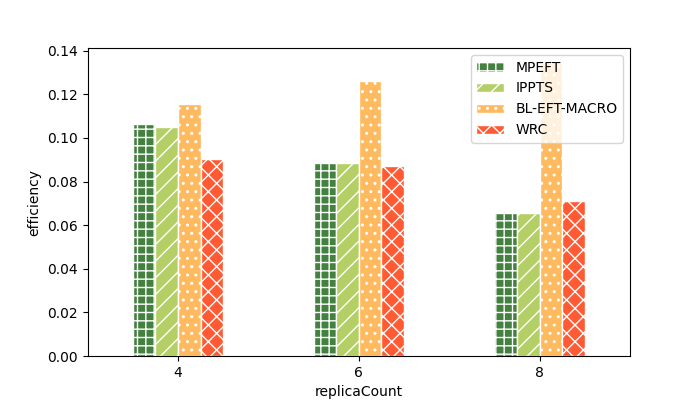 0.14
0.12
0.10
0.08
0.06
0.04
0.02
0.00
efficiency
MPEFT
IPPTS
BL-EFT-MACRO
WRC
4 6 8
replicaCount